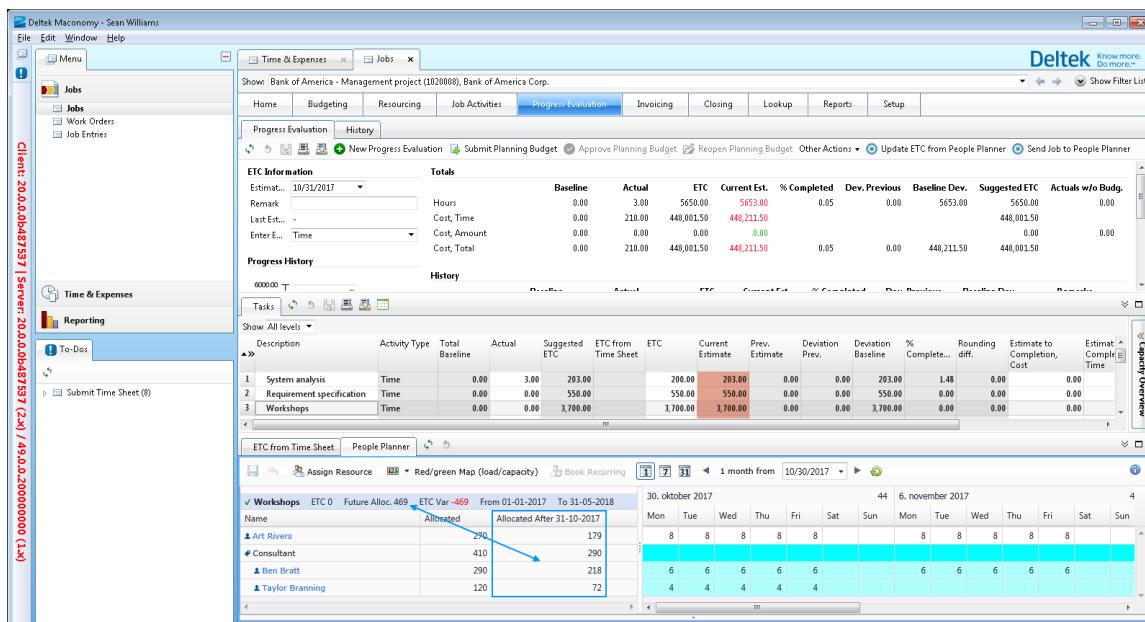 Deltek Maconomy - Sean Williams
File Edit Window Help
Menu
Jobs
Jobs
Work Orders
Job Entries
Time & Expenses
Reporting
To-Dos
Submit Time Sheet (8)
Client: 20.0.0.0b487537 | Server: 20.0.0.0b487537 (2.x) / 49.0.0.200000000 (1.x)
Time & Expenses Jobs
Deltek Know more. Do more.™
Show: Bank of America - Management project (1020008), Bank of America Corp. Show Filter List
Home Budgeting Resourcing Job Activities Progress Evaluation Invoicing Closing Lookup Reports Setup
Progress Evaluation History
New Progress Evaluation Submit Planning Budget Approve Planning Budget Reopen Planning Budget Other Actions Update ETC from People Planner Send Job to People Planner
ETC Information
Estimat... 10/31/2017
Remark
Last Est... -
Enter E... Time
Progress History
6000.00
Totals
Baseline Actual ETC Current Est. % Completed Dev. Previous Baseline Dev. Suggested ETC Actuals w/o Budg.
Hours 0.00 3.00 5650.00 5653.00 0.05 0.00 5653.00 5650.00 0.00
Cost, Time 0.00 210.00 448,001.50 448,211.50 448,001.50
Cost, Amount 0.00 0.00 0.00 0.00 0.00 0.00
Cost, Total 0.00 210.00 448,001.50 448,211.50 0.05 0.00 448,211.50 448,001.50
History
Tasks
Show All levels
Description Activity Type Total Baseline Actual Suggested ETC ETC from Time Sheet ETC Current Estimate Prev. Estimate Deviation Prev. Deviation Baseline % Complete... Rounding diff. Estimate to Completion, Cost Estimat Comple Time
1 System analysis Time 0.00 3.00 203.00 200.00 203.00 0.00 0.00 203.00 1.48 0.00 0.00
2 Requirement specification Time 0.00 0.00 550.00 550.00 550.00 0.00 0.00 550.00 0.00 0.00 0.00
3 Workshops Time 0.00 0.00 3,700.00 3,700.00 3,700.00 0.00 0.00 3,700.00 0.00 0.00 0.00
Capacity Overview
ETC from Time Sheet People Planner
Assign Resource Red/green Map (load/capacity) Book Recurring 1 7 31 1 month from 10/30/2017
Workshops ETC 0 Future Alloc. 469 ETC Var -469 From 01-01-2017 To 31-05-2018
30. oktober 2017 44 6. november 2017 4
Name Allocated Allocated After 31-10-2017 Mon Tue Wed Thu Fri Sat Sun Mon Tue Wed Thu Fri Sat Sun
Art Rivers 270 179 8 8 8 8 8 8 8 8 8 8
Consultant 410 290
Ben Bratt 290 218 6 6 6 6 6 6 6 6 6 6
Taylor Branning 120 72 4 4 4 4 4